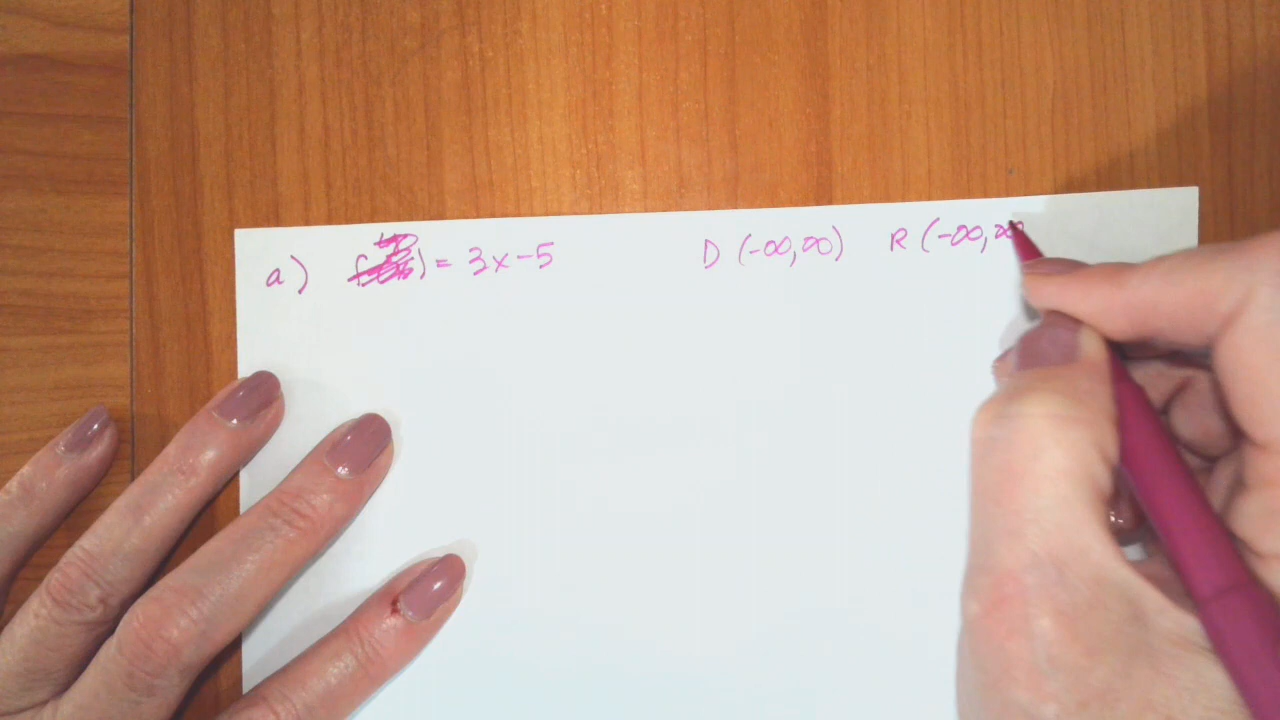 a) ) = 3x-5 D (-∞,∞) R (-∞,∞